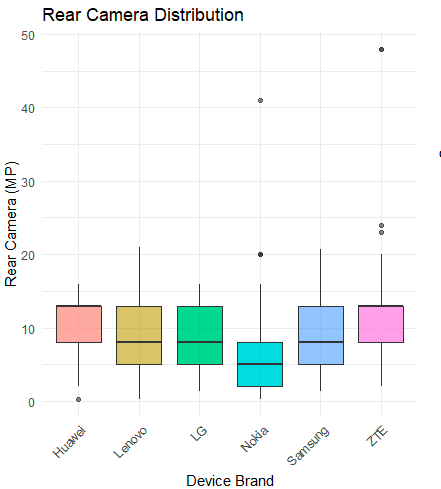 Rear Camera Distribution
50
40
Rear Camera (MP)
30
20
10
0
Huawei
Lenovo
LG
Nokia
Samsung
ZTE
Device Brand